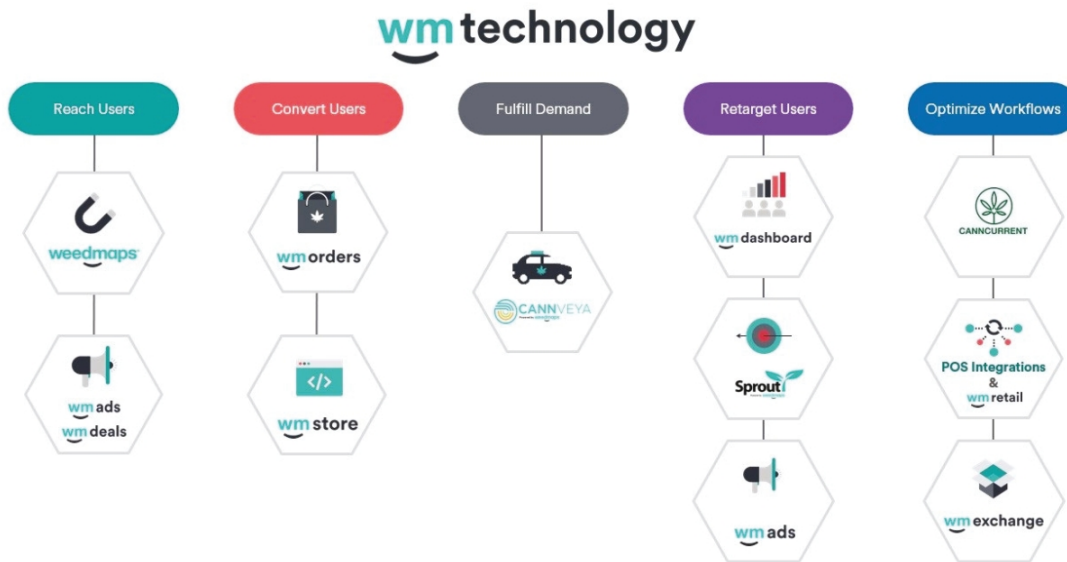 wm technology
Reach Users
Convert Users
Fulfill Demand
Retarget Users
Optimize Workflows
weedmaps
wm ads
wm deals
wm orders
</>
wm store
CANNVEYA
wm dashboard
Sprout
wm ads
CANNCURRENT
POS Integrations
&
wm retail
wm exchange